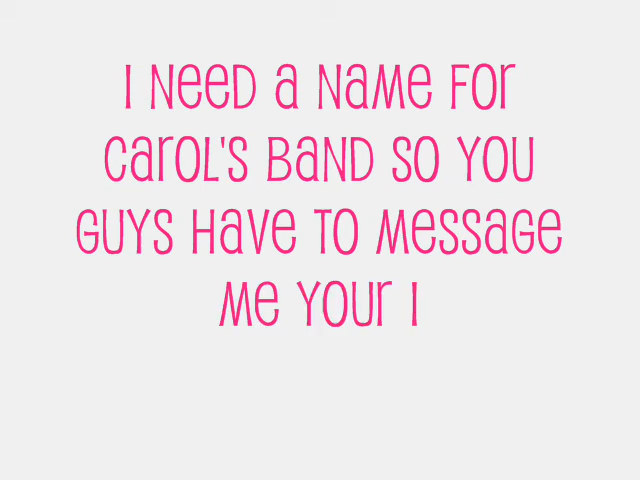 I NeeD a NaMe FOr
CarOL'S BaND SO YOU
GUYS Have TO MeSSaGe
Me YOUr I